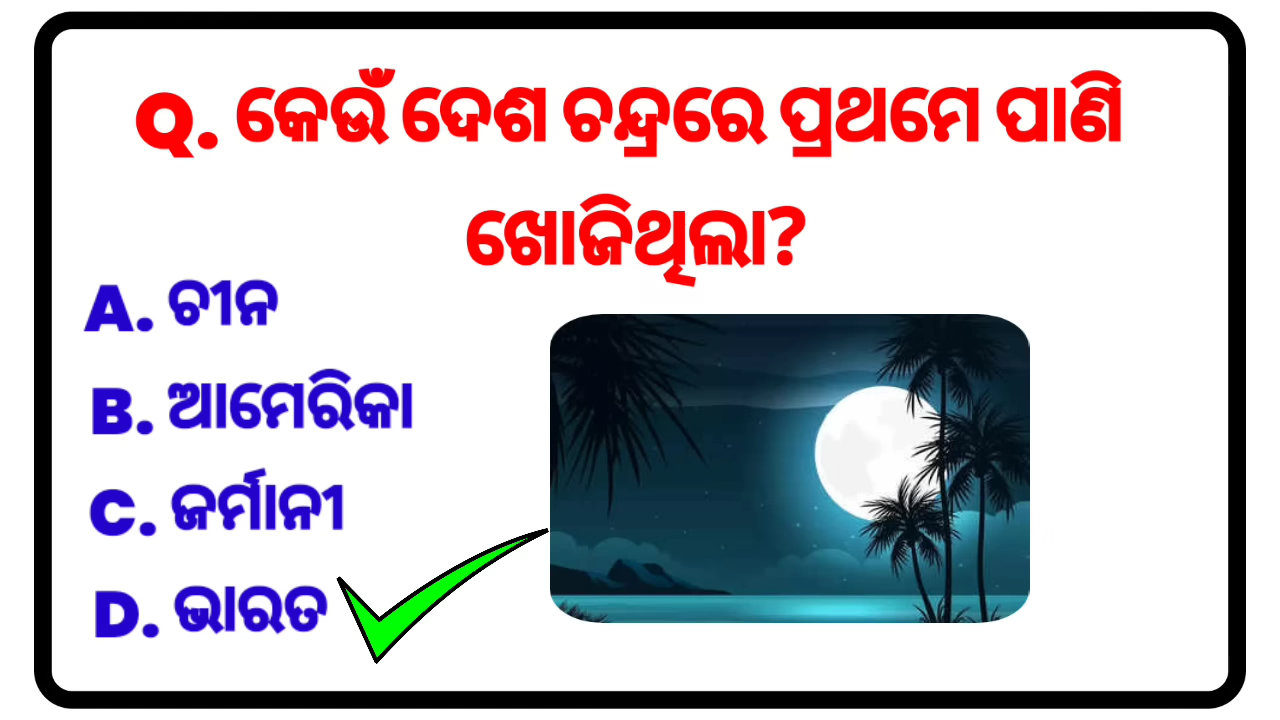 Q. କେଉଁ ଦେଶ ଚନ୍ଦ୍ରରେ ପ୍ରଥମେ ପାଣି
ଖୋଜିଥିଲା?
A. ଚୀନ
B. ଆମେରିକା
C. ଜର୍ମାନୀ
D. ଭାରତ